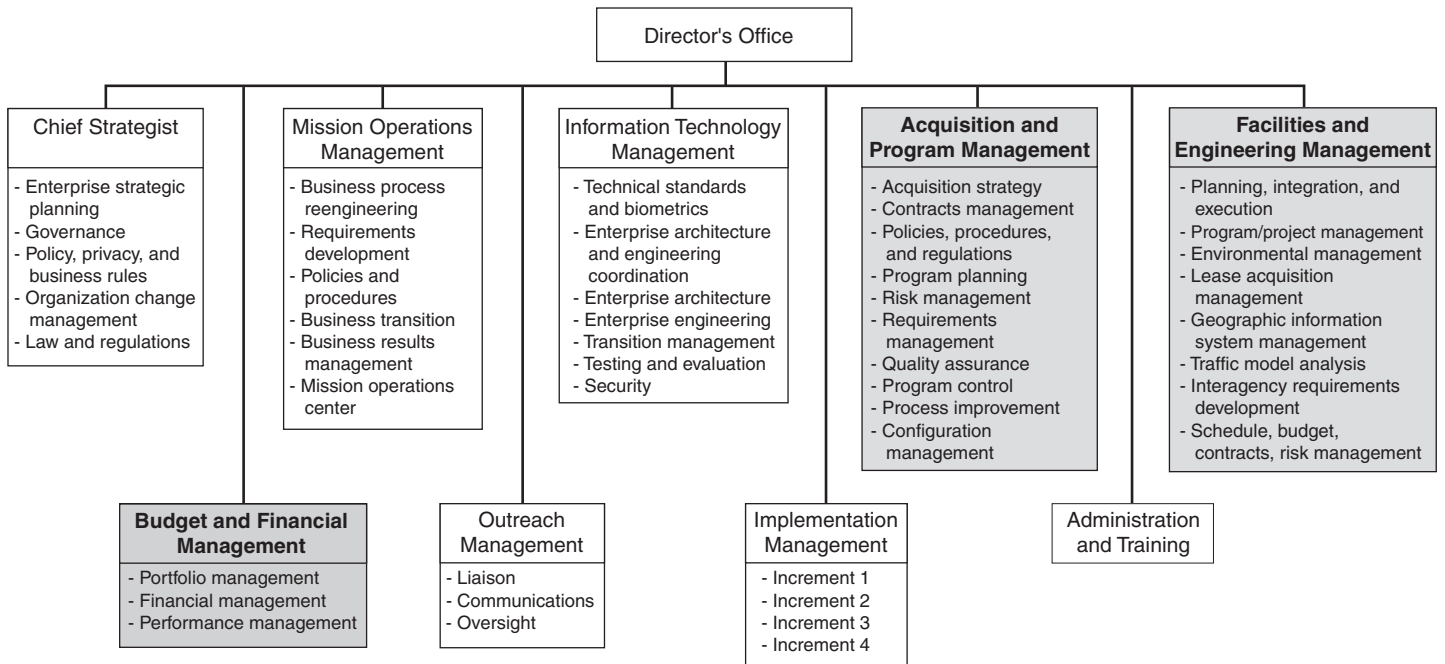 Director's Office
Chief Strategist
- Enterprise strategic
planning
- Governance
- Policy, privacy, and
business rules
- Organization change
management
- Law and regulations
Mission Operations
Management
- Business process
reengineering
- Requirements
development
- Policies and
procedures
- Business transition
- Business results
management
- Mission operations
center
Information Technology
Management
- Technical standards
and biometrics
- Enterprise architecture
and engineering
coordination
- Enterprise architecture
- Enterprise engineering
- Transition management
- Testing and evaluation
- Security
Acquisition and
Program Management
- Acquisition strategy
- Contracts management
- Policies, procedures,
and regulations
- Program planning
- Risk management
- Requirements
management
- Quality assurance
- Program control
- Process improvement
- Configuration
management
Facilities and
Engineering Management
- Planning, integration, and
execution
- Program/project management
- Environmental management
- Lease acquisition
management
- Geographic information
system management
- Traffic model analysis
- Interagency requirements
development
- Schedule, budget,
contracts, risk management
Budget and Financial
Management
- Portfolio management
- Financial management
- Performance management
Outreach
Management
- Liaison
- Communications
- Oversight
Implementation
Management
- Increment 1
- Increment 2
- Increment 3
- Increment 4
Administration
and Training